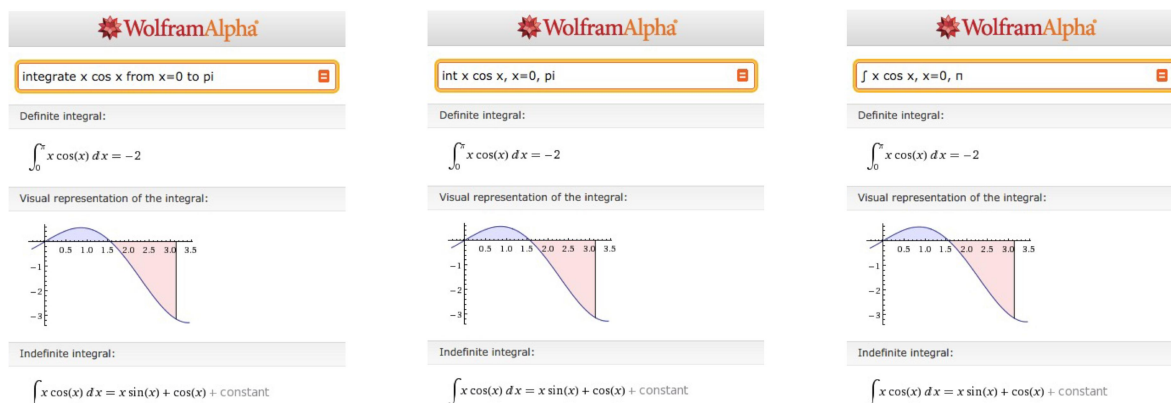 WolframAlpha
integrate x cos x from x=0 to pi
Definite integral:
∫₀^π x cos(x) dx = −2
Visual representation of the integral:
0.5 1.0 1.5 2.0 2.5 3.0 3.5
−1
−2
−3
Indefinite integral:
∫ x cos(x) dx = x sin(x) + cos(x) + constant
WolframAlpha
int x cos x, x=0, pi
Definite integral:
∫₀^π x cos(x) dx = −2
Visual representation of the integral:
0.5 1.0 1.5 2.0 2.5 3.0 3.5
−1
−2
−3
Indefinite integral:
∫ x cos(x) dx = x sin(x) + cos(x) + constant
WolframAlpha
∫ x cos x, x=0, π
Definite integral:
∫₀^π x cos(x) dx = −2
Visual representation of the integral:
0.5 1.0 1.5 2.0 2.5 3.0 3.5
−1
−2
−3
Indefinite integral:
∫ x cos(x) dx = x sin(x) + cos(x) + constant